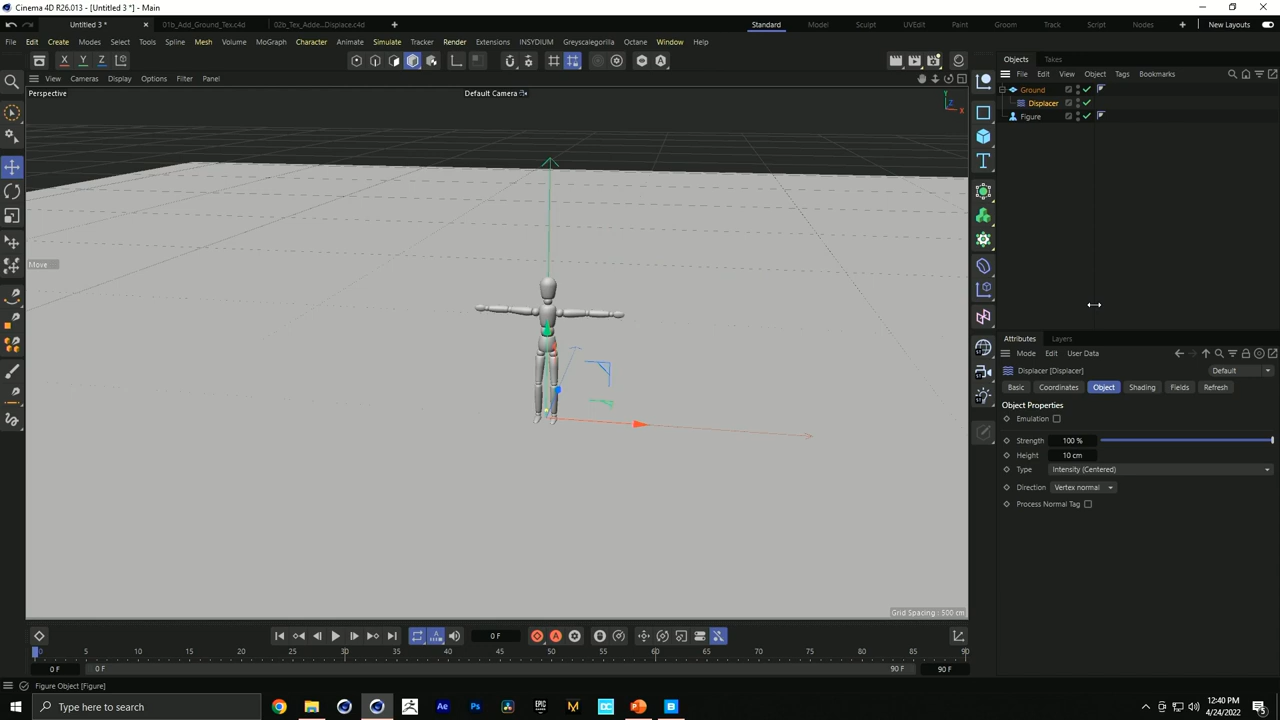 Cinema 4D R26.013 - [Untitled 3 *] - Main
Untitled 3 *
01b_Add_Ground_Tex.c4d
02b_Tex_Adde...Displace.c4d
Standard
Model
Sculpt
UVEdit
Paint
Groom
Track
Script
Nodes
New Layouts
File Edit Create Modes Select Tools Spline Mesh Volume MoGraph Character Animate Simulate Tracker Render Extensions INSYDIUM Greyscalegorilla Octane Window Help
X Y Z
Objects Takes
View Cameras Display Options Filter Panel
File Edit View Object Tags Bookmarks
Perspective
Default Camera
Y
X
Z
Ground
Displacer
Figure
Move
Attributes Layers
Mode Edit User Data
Displacer [Displacer]
Default
Basic Coordinates Object Shading Fields Refresh
Object Properties
Emulation
Strength 100 %
Height 10 cm
Type Intensity (Centered)
Direction Vertex normal
Process Normal Tag
Grid Spacing : 500 cm
0 F
0 5 10 15 20 25 30 35 40 45 50 55 60 65 70 75 80 85 90
0 F 0 F 90 F 90 F
Figure Object [Figure]
Type here to search
12:40 PM
4/24/2022